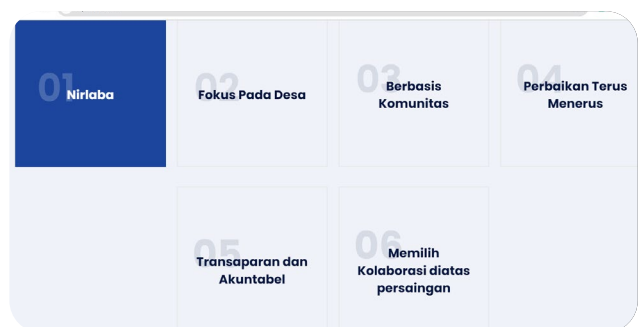 01
Nirlaba
02
Fokus Pada Desa
03
Berbasis
Komunitas
04
Perbaikan Terus
Menerus
05
Transaparan dan
Akuntabel
06
Memilih
Kolaborasi diatas
persaingan